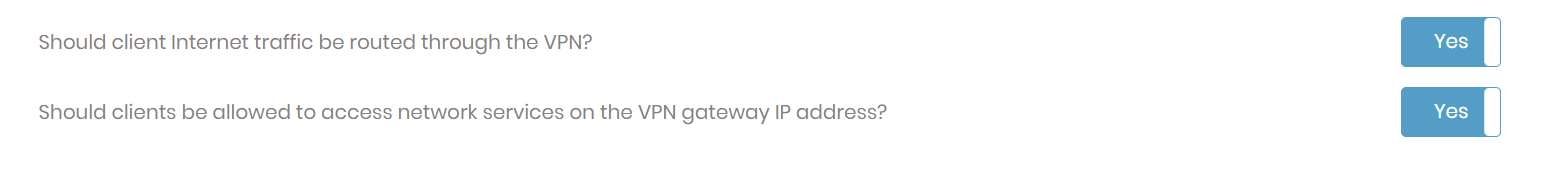 Should client Internet traffic be routed through the VPN? Yes
Should clients be allowed to access network services on the VPN gateway IP address? Yes